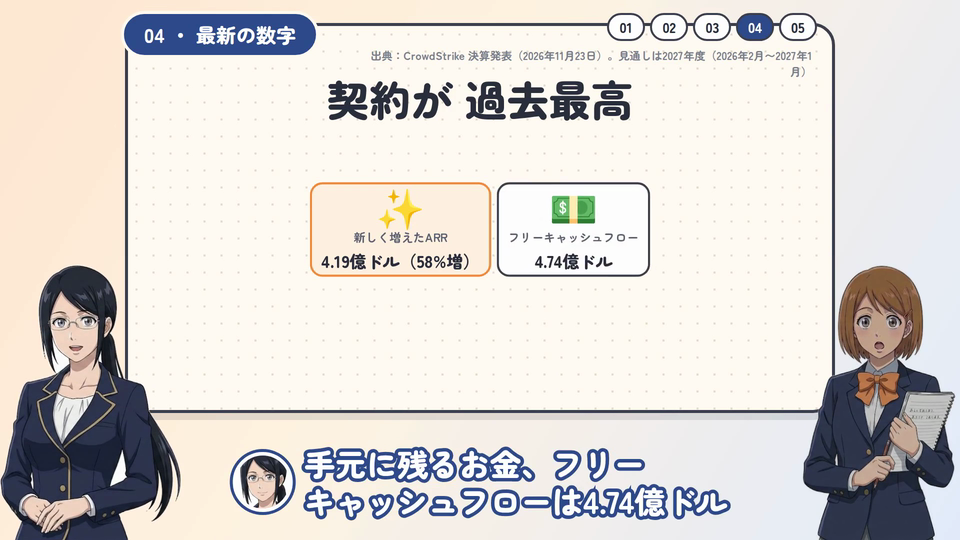 04 ・ 最新の数字
01 02 03 04 05
出典：CrowdStrike 決算発表（2026年11月23日）。見通しは2027年度（2026年2月〜2027年1
月）
契約が 過去最高
新しく増えたARR
4.19億ドル（58%増）
フリーキャッシュフロー
4.74億ドル
手元に残るお金、フリー
キャッシュフローは4.74億ドル